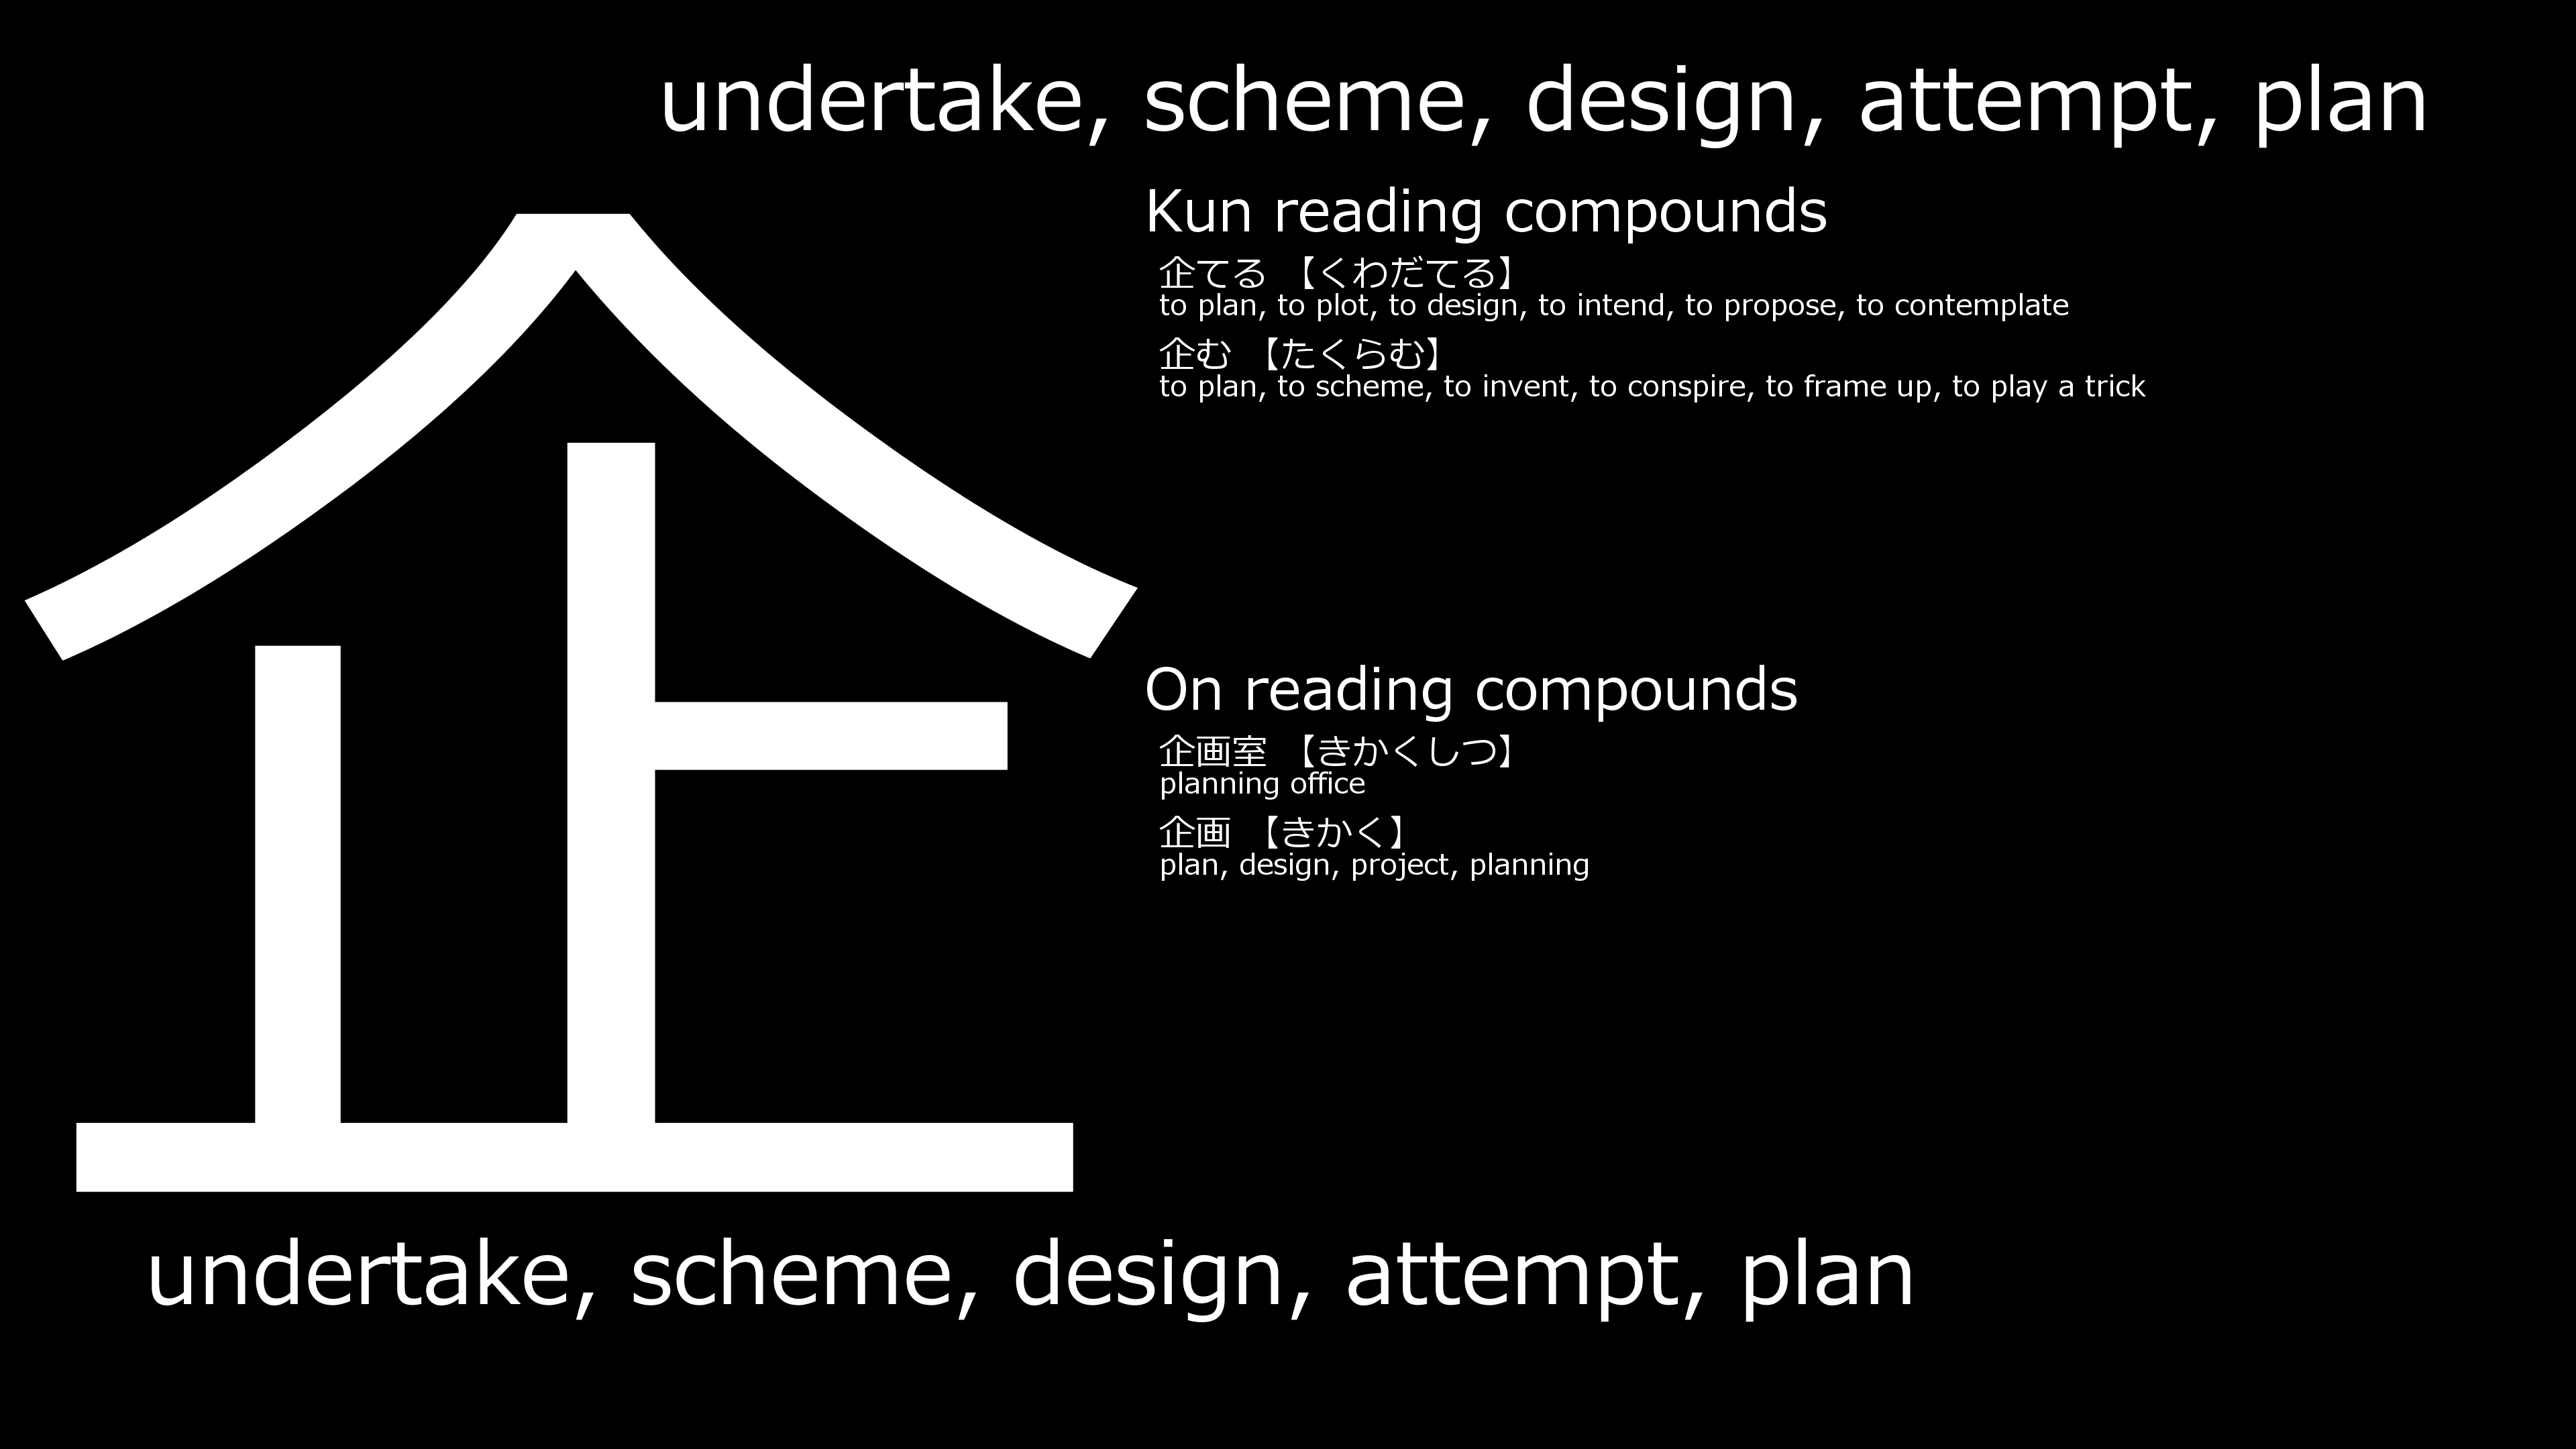 undertake, scheme, design, attempt, plan
企
Kun reading compounds
企てる 【くわだてる】
to plan, to plot, to design, to intend, to propose, to contemplate
企む 【たくらむ】
to plan, to scheme, to invent, to conspire, to frame up, to play a trick
On reading compounds
企画室 【きかくしつ】
planning office
企画 【きかく】
plan, design, project, planning
undertake, scheme, design, attempt, plan